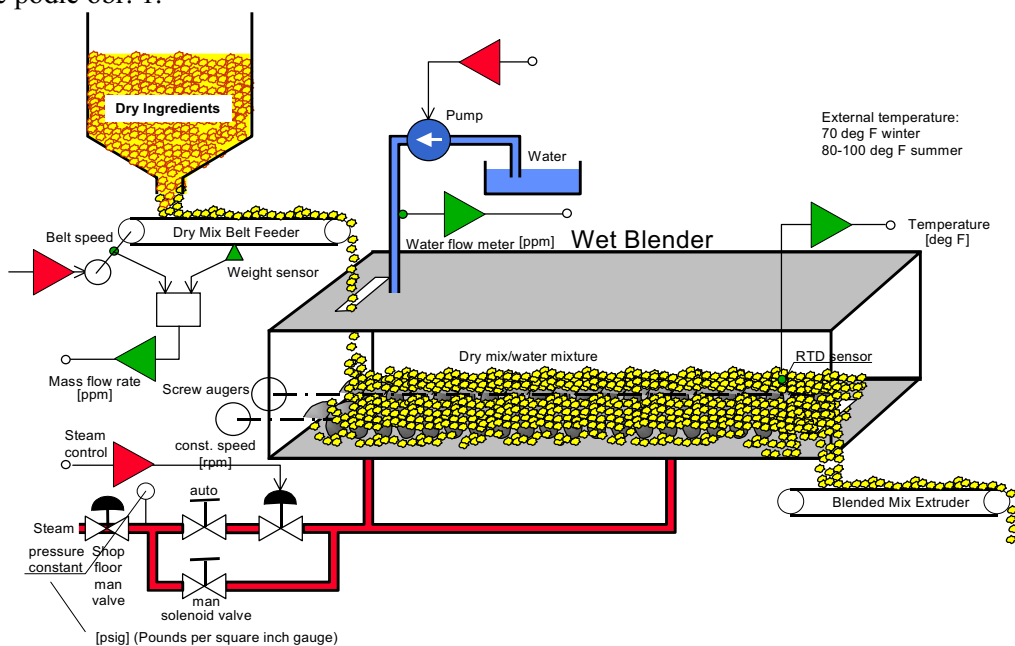 podle obr. 1.
Dry Ingredients
Pump
Water
External temperature:
70 deg F winter
80-100 deg F summer
Belt speed
Dry Mix Belt Feeder
Weight sensor
Water flow meter [ppm]
Wet Blender
Temperature
[deg F]
Mass flow rate
[ppm]
Dry mix/water mixture
RTD sensor
Screw augers
const. speed
[rpm]
Steam
control
auto
Steam
pressure
constant
Shop
floor
man
valve
man
solenoid valve
Blended Mix Extruder
[psig] (Pounds per square inch gauge)